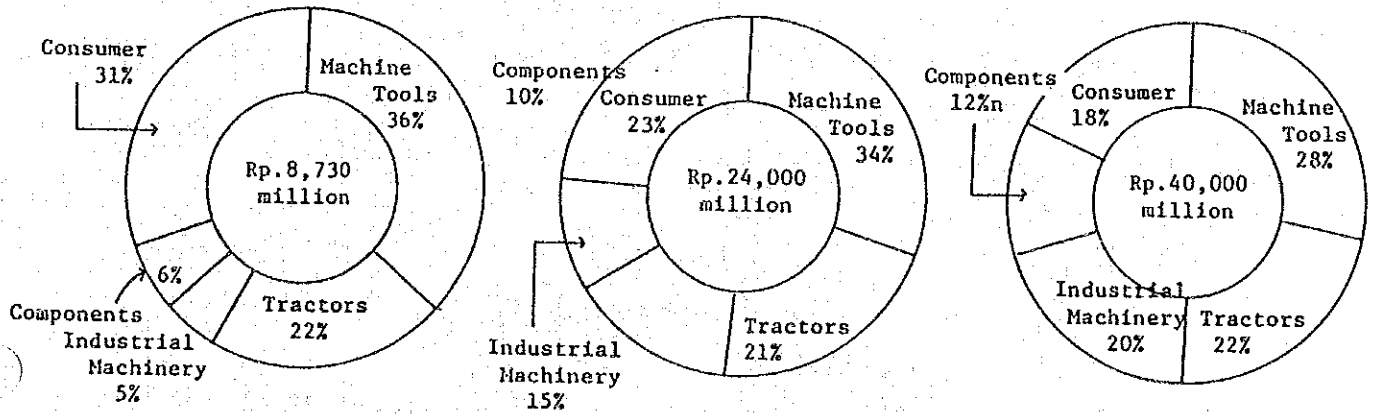 Consumer
31%
Machine
Tools
36%
Rp.8,730
million
6%
Components
Industrial
Machinery
5%
Tractors
22%
Components
10%
Consumer
23%
Machine
Tools
34%
Rp.24,000
million
Industrial
Machinery
15%
Tractors
21%
Components
12%n
Consumer
18%
Machine
Tools
28%
Rp.40,000
million
Industrial
Machinery
20%
Tractors
22%